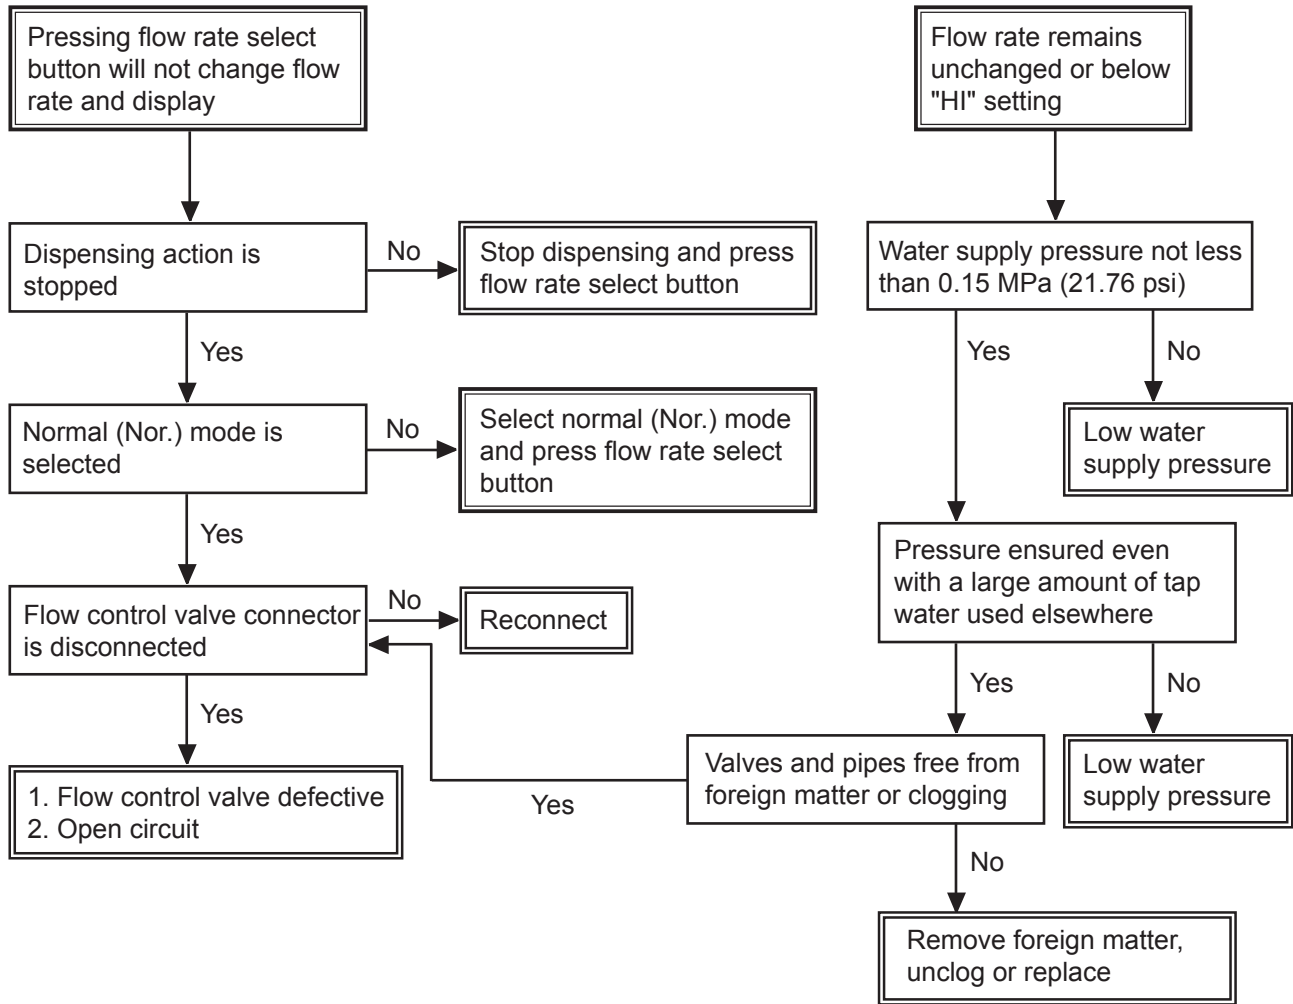 Pressing flow rate select
button will not change flow
rate and display
Dispensing action is
stopped
No
Stop dispensing and press
flow rate select button
Yes
Normal (Nor.) mode is
selected
No
Select normal (Nor.) mode
and press flow rate select
button
Yes
Flow control valve connector
is disconnected
No
Reconnect
Yes
1. Flow control valve defective
2. Open circuit
Flow rate remains
unchanged or below
"HI" setting
Water supply pressure not less
than 0.15 MPa (21.76 psi)
Yes
No
Low water
supply pressure
Pressure ensured even
with a large amount of tap
water used elsewhere
Yes
No
Low water
supply pressure
Valves and pipes free from
foreign matter or clogging
Yes
No
Remove foreign matter,
unclog or replace